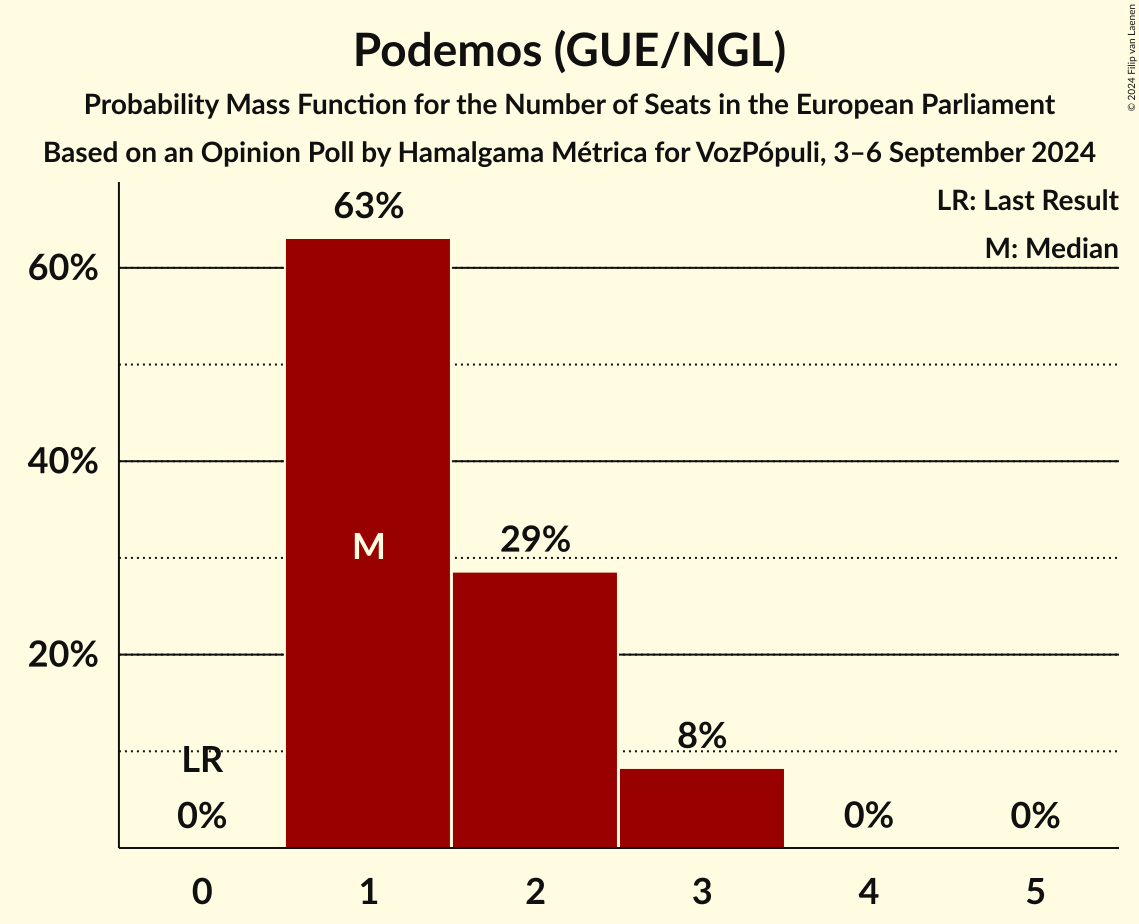 Podemos (GUE/NGL)
Probability Mass Function for the Number of Seats in the European Parliament
Based on an Opinion Poll by Hamalgama Métrica for VozPópuli, 3–6 September 2024
© 2024 Filip van Laenen
LR: Last Result
M: Median
63%
60%
40%
M
29%
20%
8%
LR
0%
0%
0%
0
1
2
3
4
5